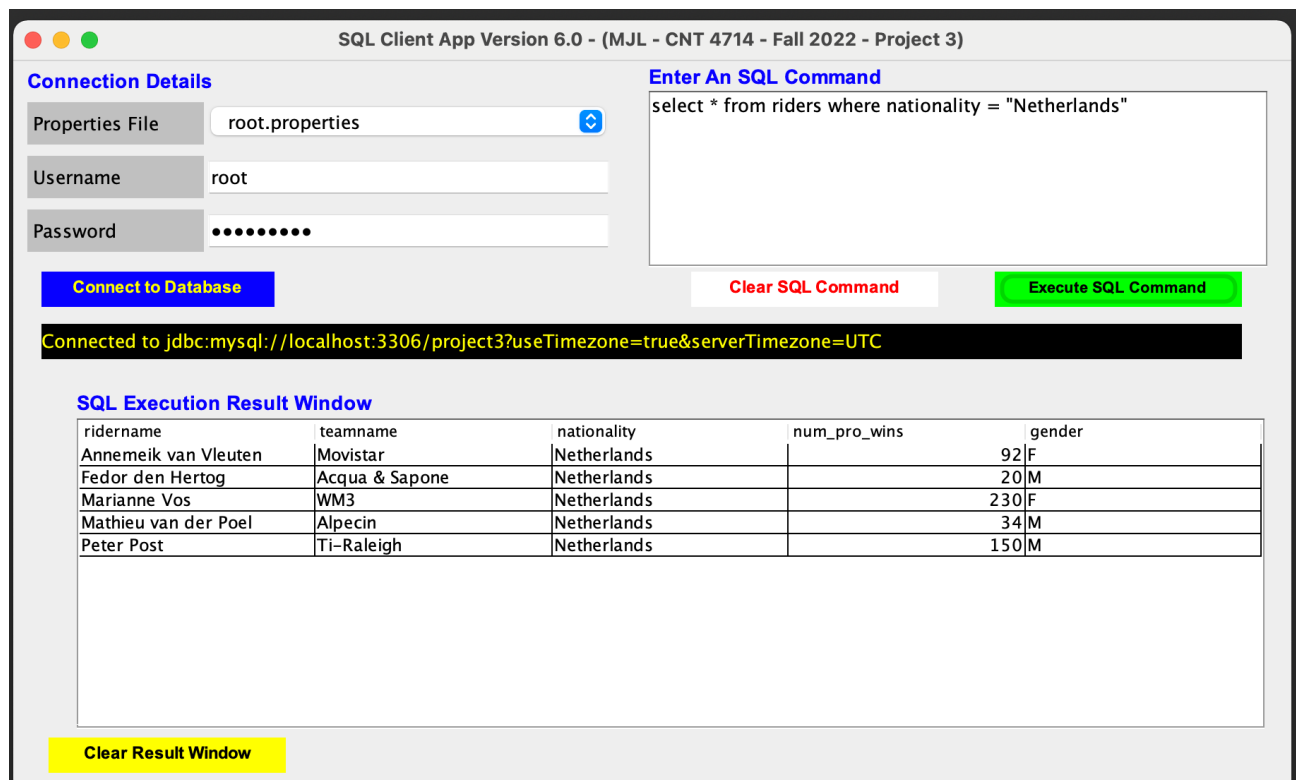 SQL Client App Version 6.0 - (MJL - CNT 4714 - Fall 2022 - Project 3)
Connection Details
Properties File root.properties
Username root
Password •••••••••
Connect to Database
Enter An SQL Command
select * from riders where nationality = "Netherlands"
Clear SQL Command Execute SQL Command
Connected to jdbc:mysql://localhost:3306/project3?useTimezone=true&serverTimezone=UTC
SQL Execution Result Window
ridername teamname nationality num_pro_wins gender
Annemeik van Vleuten Movistar Netherlands 92 F
Fedor den Hertog Acqua & Sapone Netherlands 20 M
Marianne Vos WM3 Netherlands 230 F
Mathieu van der Poel Alpecin Netherlands 34 M
Peter Post Ti-Raleigh Netherlands 150 M
Clear Result Window